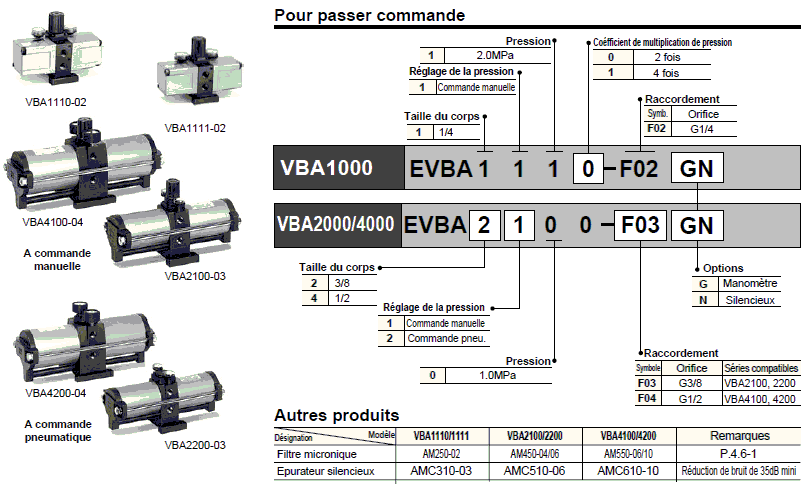 Pour passer commande
Pression
1 2.0MPa
Coéfficient de multiplication de pression
0 2 fois
1 4 fois
Réglage de la pression
1 Commande manuelle
Taille du corps
1 1/4
Raccordement
Symb. Orifice
F02 G1/4
VBA1000 EVBA 1 1 1 0 - F02 GN
VBA2000/4000 EVBA 2 1 0 0 - F03 GN
Taille du corps
2 3/8
4 1/2
Réglage de la pression
1 Commande manuelle
2 Commande pneu.
Pression
0 1.0MPa
Options
G Manomètre
N Silencieux
Raccordement
Symbole Orifice Séries compatibles
F03 G3/8 VBA2100, 2200
F04 G1/2 VBA4100, 4200
VBA1110-02
VBA1111-02
VBA4100-04
A commande
manuelle
VBA2100-03
VBA4200-04
A commande
pneumatique
VBA2200-03
Autres produits
Désignation Modèle VBA1110/1111 VBA2100/2200 VBA4100/4200 Remarques
Filtre micronique AM250-02 AM450-04/06 AM550-06/10 P.4.6-1
Epurateur silencieux AMC310-03 AMC510-06 AMC610-10 Réduction de bruit de 35dB mini